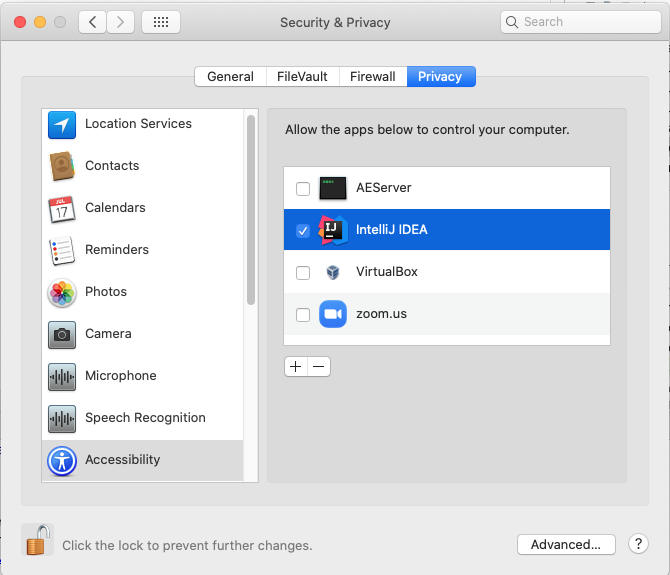 Security & Privacy
Search
General
FileVault
Firewall
Privacy
Location Services
Contacts
JUL
17
Calendars
Reminders
Photos
Camera
Microphone
Speech Recognition
Accessibility
Allow the apps below to control your computer.
AEServer
IJ
IntelliJ IDEA
VirtualBox
zoom.us
+
−
Click the lock to prevent further changes.
Advanced...
?